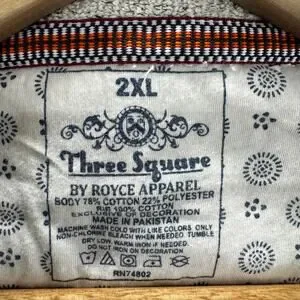 2XL
Three Square
BY ROYCE APPAREL
BODY 78% COTTON 22% POLYESTER
RIB 100% COTTON
EXCLUSIVE OF DECORATION
MADE IN PAKISTAN
MACHINE WASH COLD WITH LIKE COLORS. ONLY
NON-CHLORINE BLEACH WHEN NEEDED. TUMBLE
DRY LOW. WARM IRON IF NEEDED.
DO NOT IRON ON DECORATION
RN74802